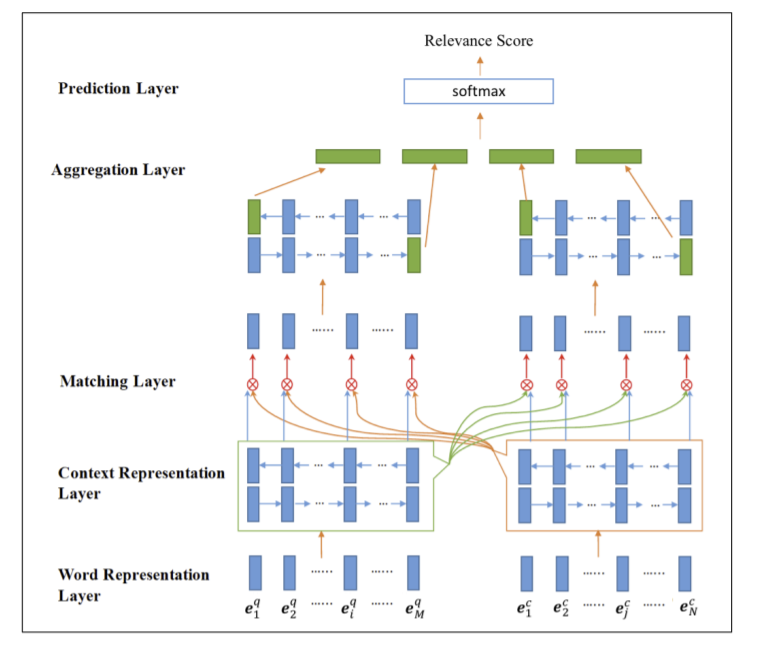 Relevance Score
Prediction Layer
softmax
Aggregation Layer
... ... ... ...
... ... ... ...
...... ...... ...... ......
Matching Layer
Context Representation
Layer
... ... ... ...
... ... ... ...
Word Representation
Layer
...... ...... ...... ......
e_1^q e_2^q ...... e_i^q ...... e_M^q e_1^c e_2^c ...... e_j^c ...... e_N^c